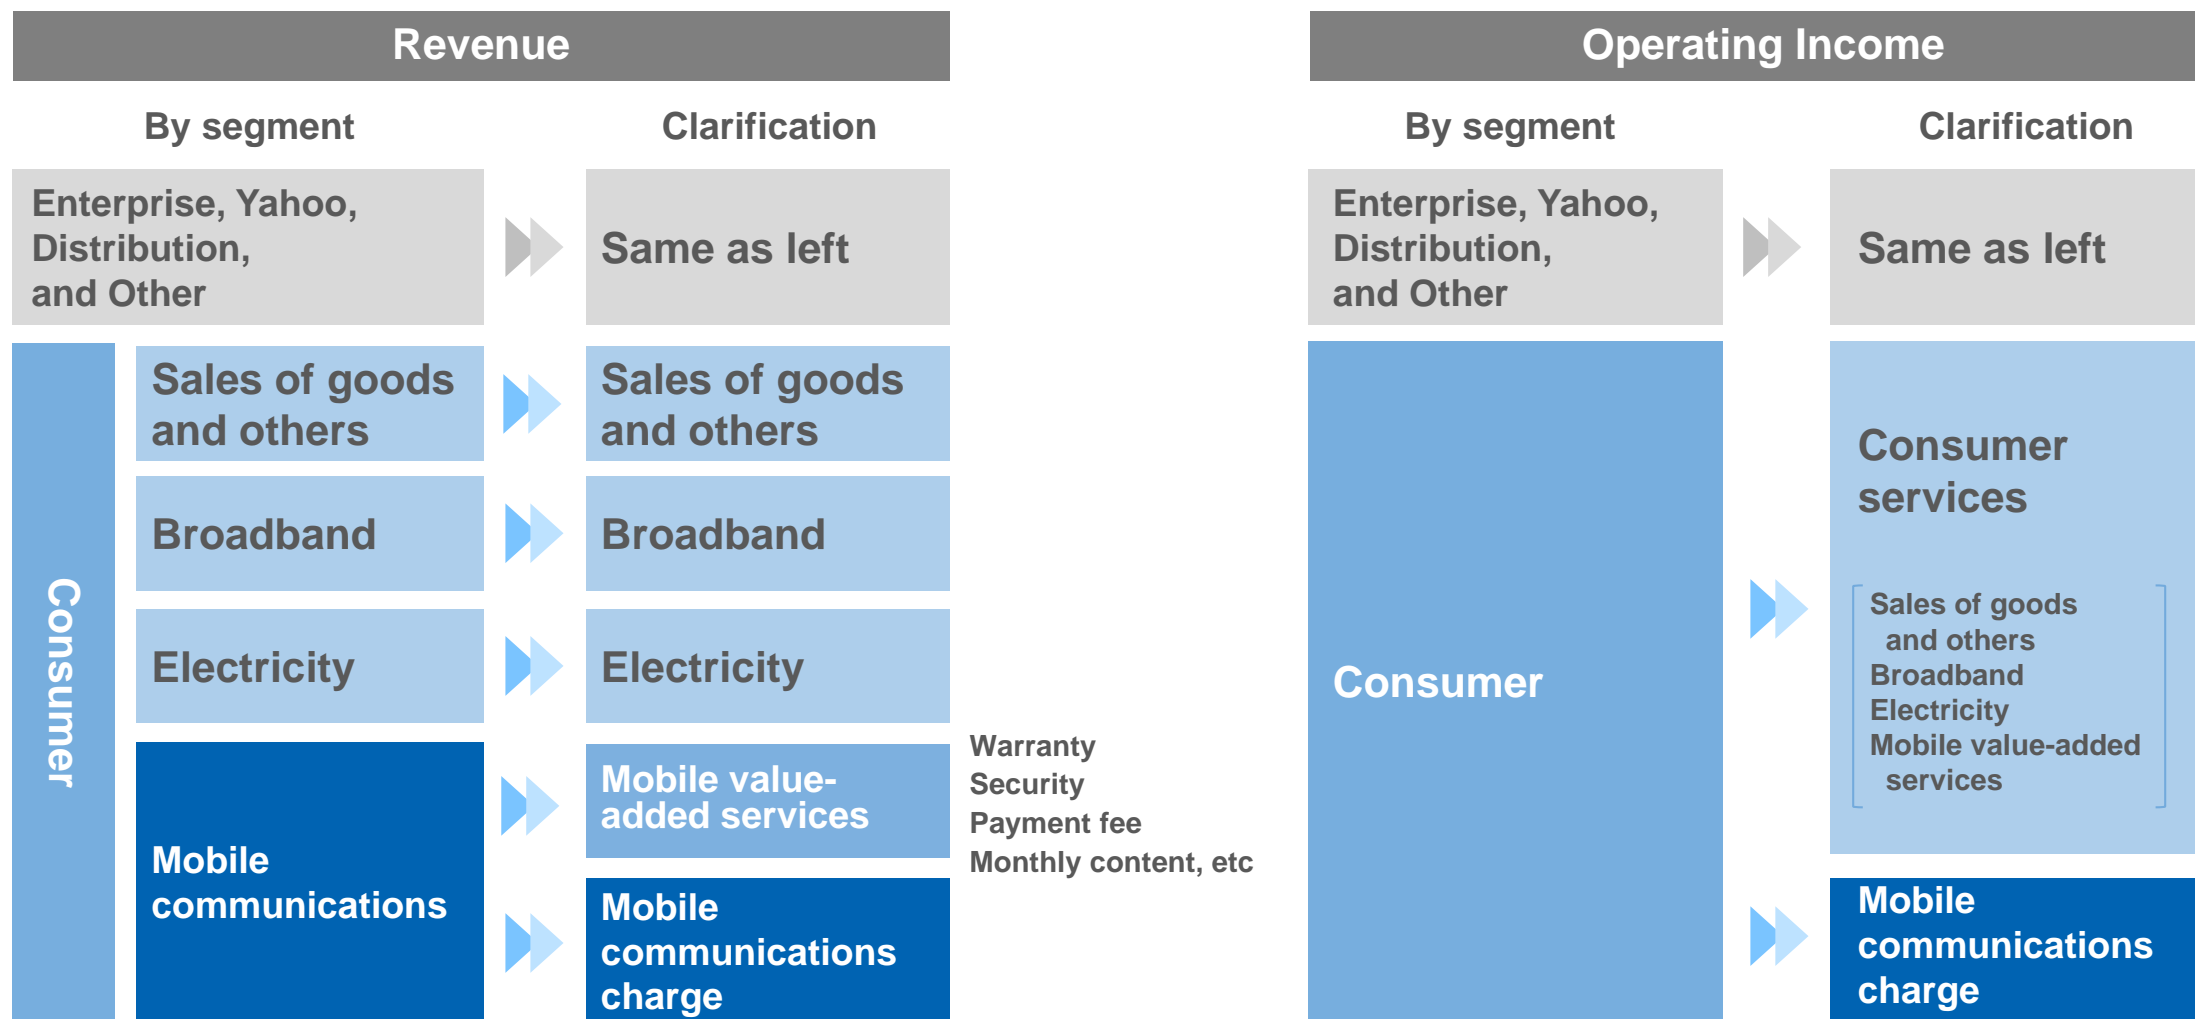 Revenue
By segment
Clarification
Enterprise, Yahoo,
Distribution,
and Other
Same as left
Consumer
Sales of goods
and others
Sales of goods
and others
Broadband
Broadband
Electricity
Electricity
Mobile
communications
Mobile value-
added services
Warranty
Security
Payment fee
Monthly content, etc
Mobile
communications
charge
Operating Income
By segment
Clarification
Enterprise, Yahoo,
Distribution,
and Other
Same as left
Consumer
Consumer
services
Sales of goods
and others
Broadband
Electricity
Mobile value-added
services
Mobile
communications
charge